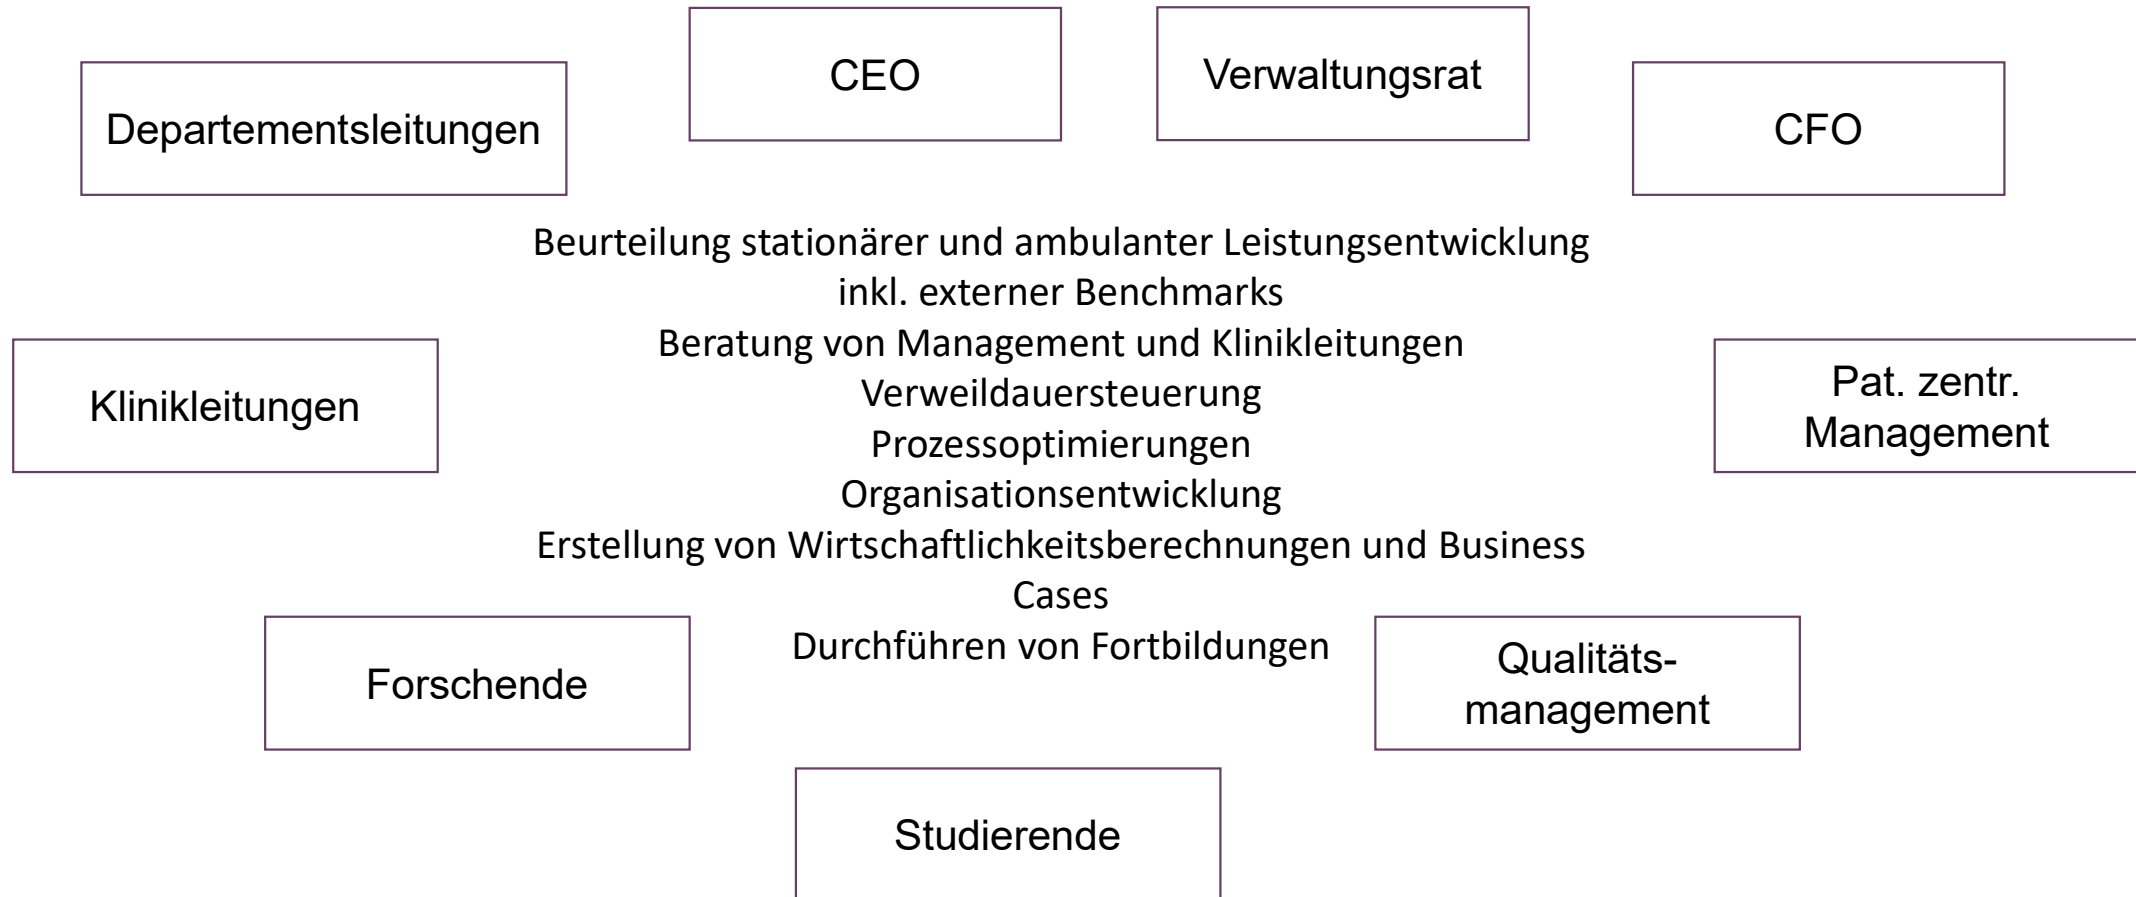 CEO
Verwaltungsrat
Departementsleitungen
CFO
Beurteilung stationärer und ambulanter Leistungsentwicklung
inkl. externer Benchmarks
Beratung von Management und Klinikleitungen
Verweildauersteuerung
Prozessoptimierungen
Organisationsentwicklung
Erstellung von Wirtschaftlichkeitsberechnungen und Business
Cases
Durchführen von Fortbildungen
Klinikleitungen
Pat. zentr.
Management
Forschende
Qualitäts-
management
Studierende